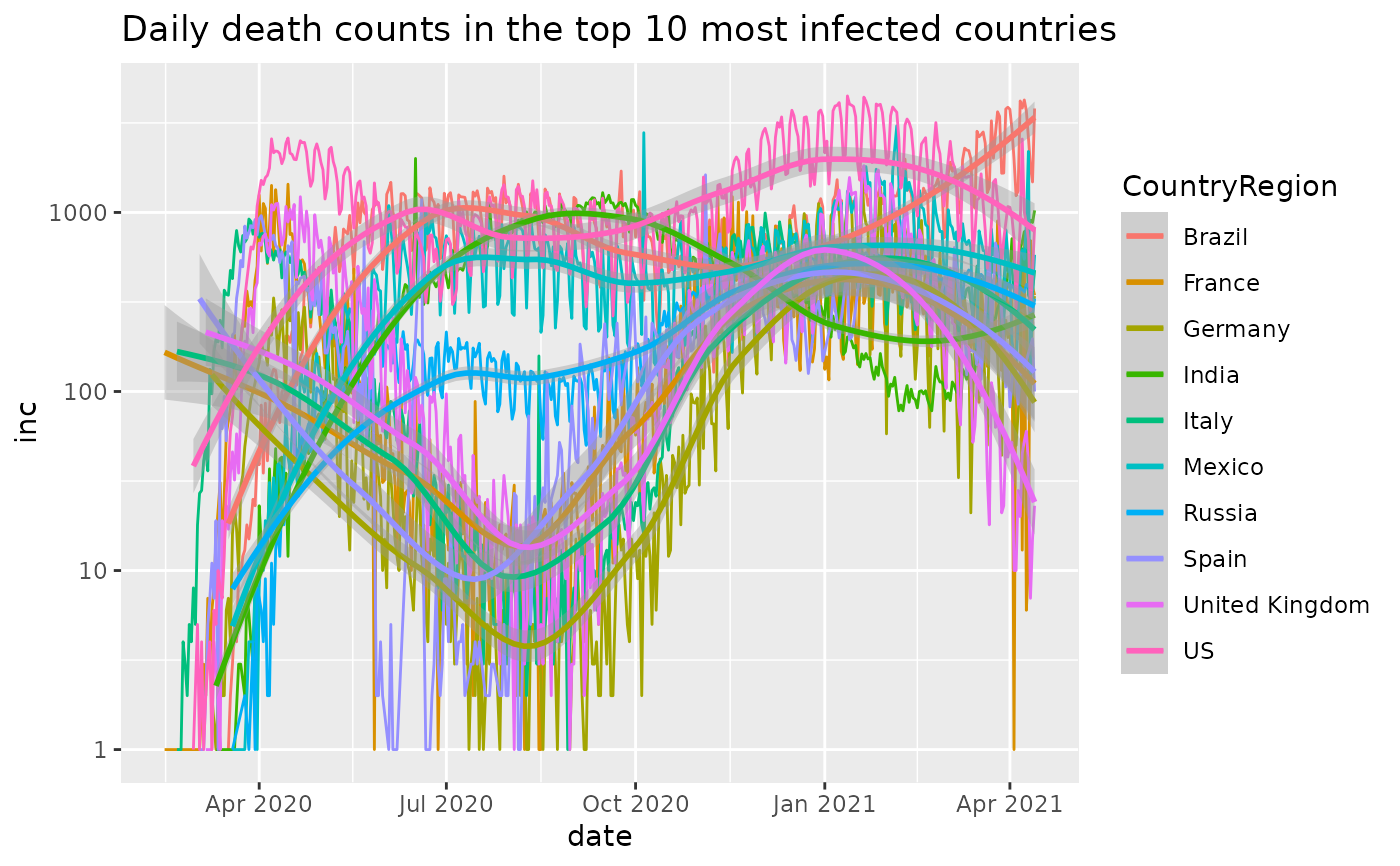 Daily death counts in the top 10 most infected countries
inc
1000
100
10
1
Apr 2020
Jul 2020
Oct 2020
Jan 2021
Apr 2021
date
CountryRegion
Brazil
France
Germany
India
Italy
Mexico
Russia
Spain
United Kingdom
US